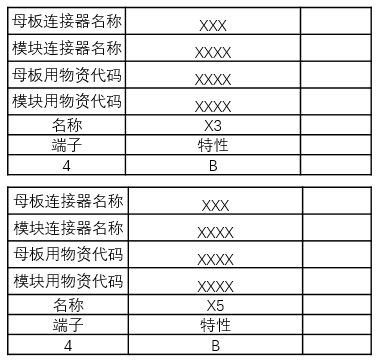 母板连接器名称 XXX
模块连接器名称 XXXX
母板用物资代码 XXXX
模块用物资代码 XXXX
名称 X3
端子 特性
4 B
母板连接器名称 XXX
模块连接器名称 XXXX
母板用物资代码 XXXX
模块用物资代码 XXXX
名称 X5
端子 特性
4 B